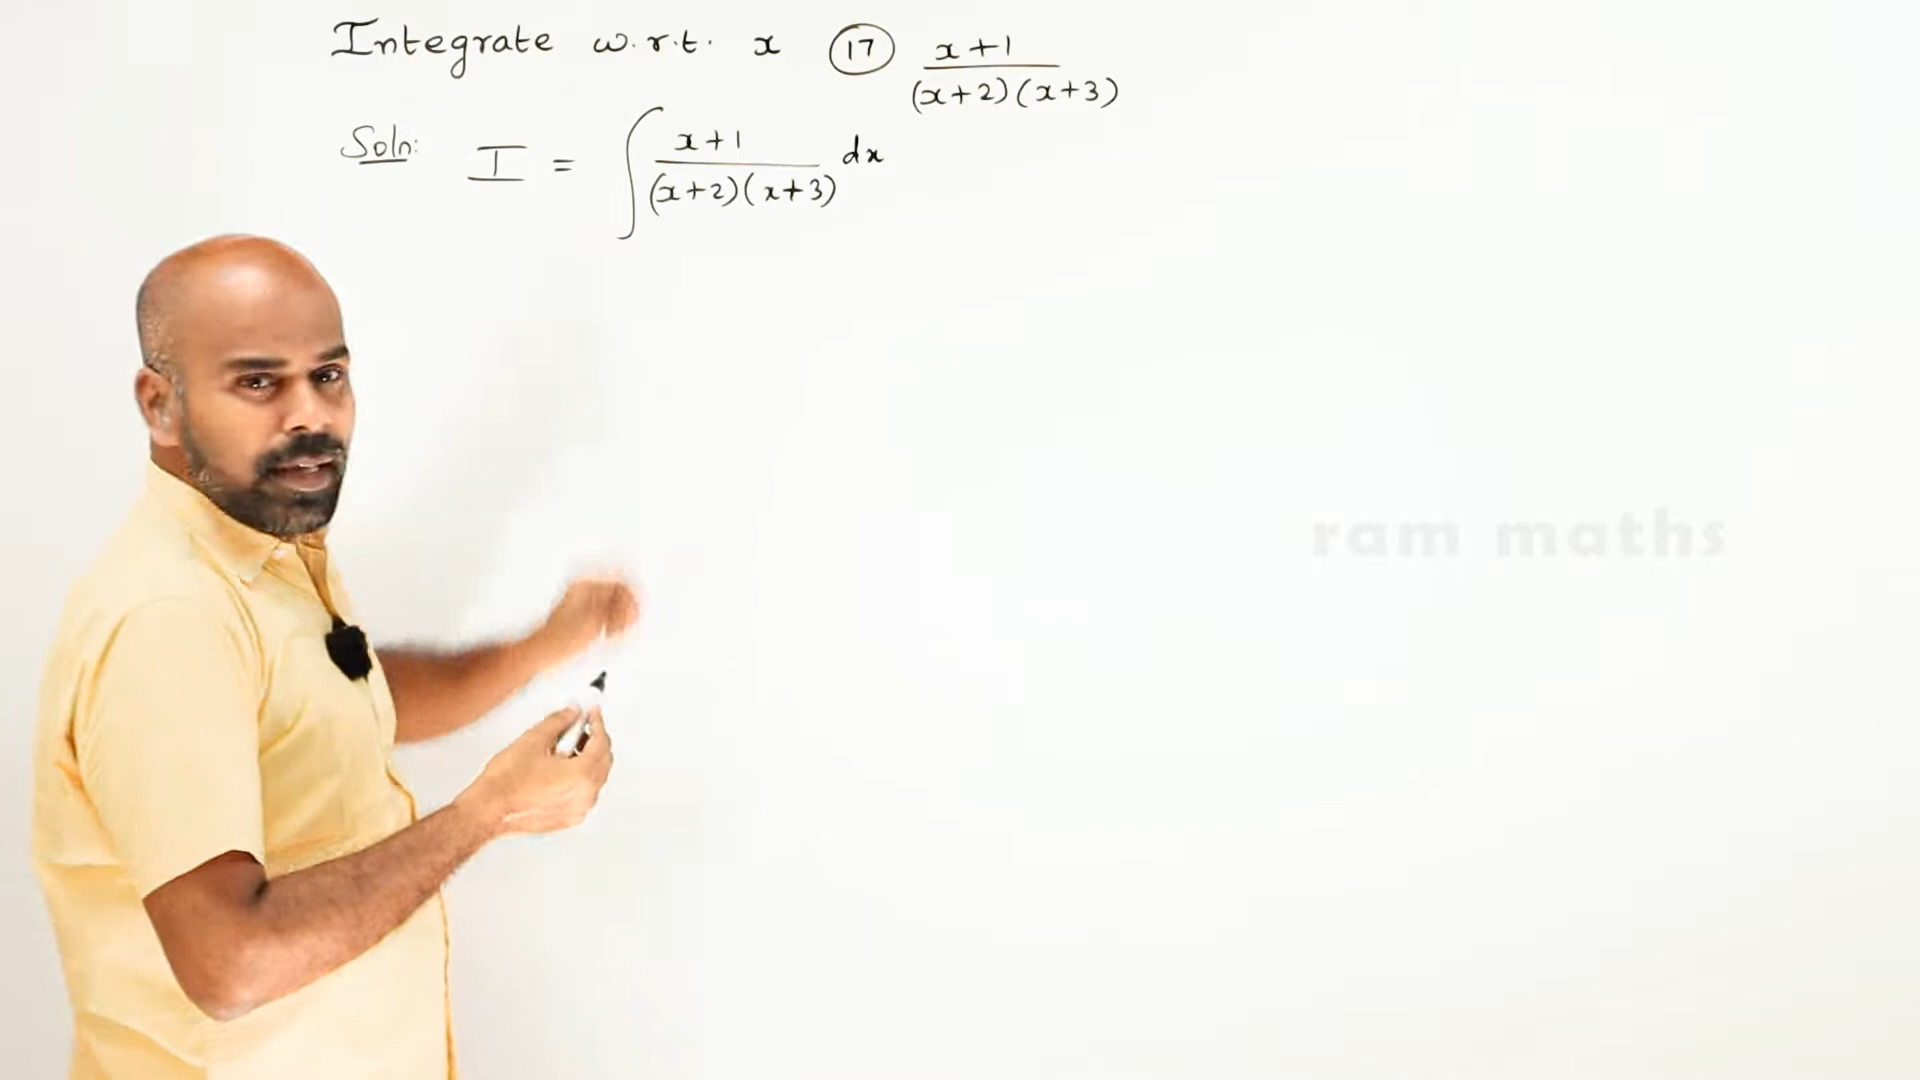 Integrate w.r.t. x (17) x+1 / (x+2)(x+3)
Soln: I = ∫ x+1 / (x+2)(x+3) dx
ram maths